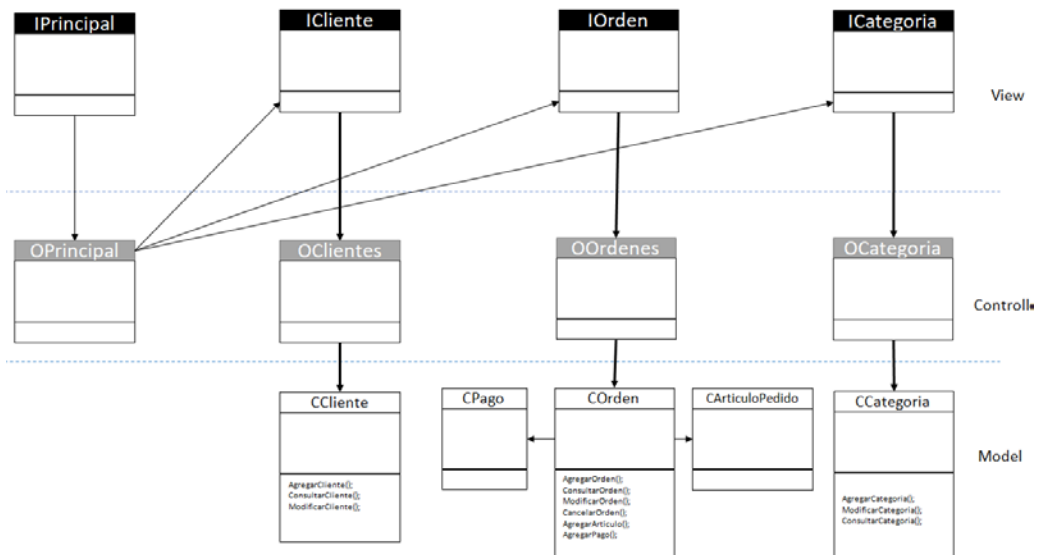 IPrincipal
ICliente
IOrden
ICategoria
View
OPrincipal
OClientes
OOrdenes
OCategoria
Controll
CCliente
CPago
COrden
CArticuloPedido
CCategoria
Model
AgregarCliente();
ConsultarCliente();
ModificarCliente();
AgregarOrden();
ConsultarOrden();
ModificarOrden();
CancelarOrden();
AgregarArticulo();
AgregarPago();
AgregarCategoria();
ModificarCategoria();
ConsultarCategoria();